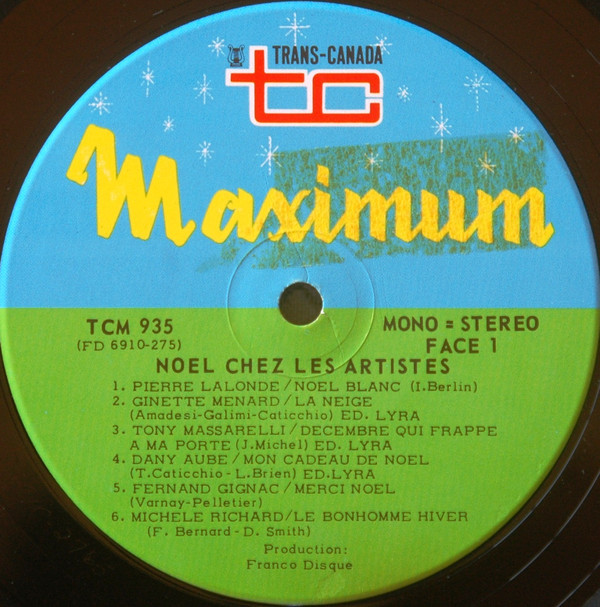 TRANS-CANADA
tc
Maximum
TCM 935
(FD 6910-275)
MONO = STEREO
FACE 1
NOEL CHEZ LES ARTISTES
1. PIERRE LALONDE/NOEL BLANC (I.Berlin)
2. GINETTE MENARD/LA NEIGE
(Amadesi-Galimi-Caticchio) ED. LYRA
3. TONY MASSARELLI/DECEMBRE QUI FRAPPE
A MA PORTE (J.Michel) ED. LYRA
4. DANY AUBE/MON CADEAU DE NOEL
(T.Caticchio-L.Brien) ED.LYRA
5. FERNAND GIGNAC/MERCI NOEL
(Varnay-Pelletier)
6. MICHELE RICHARD/LE BONHOMME HIVER
(F. Bernard-D. Smith)
Production:
Franco Disque